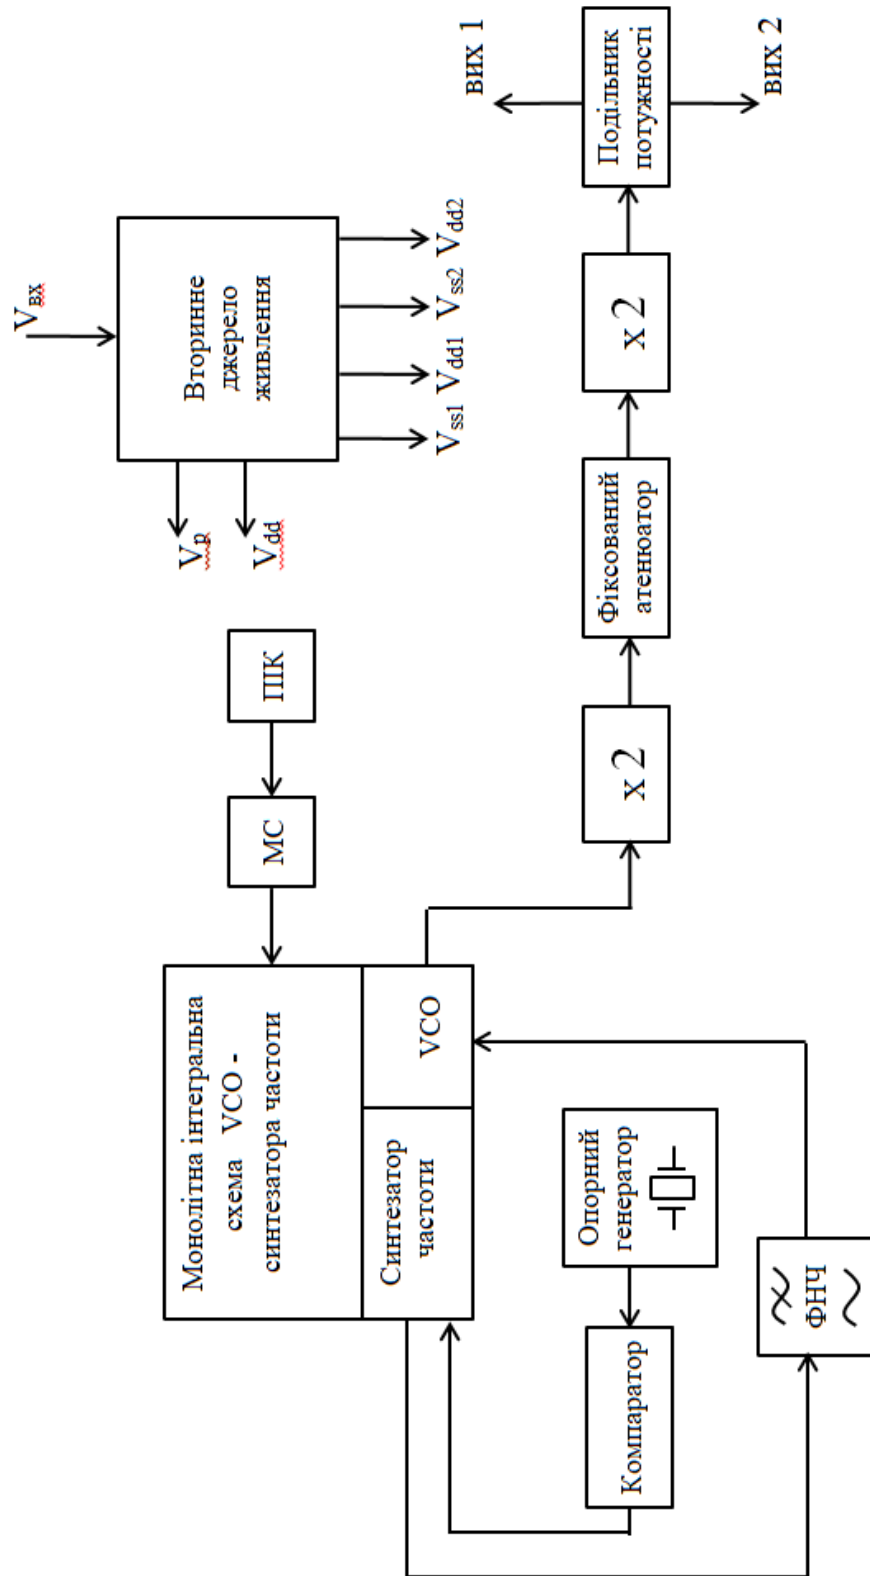 Монолітна інтегральна
схема VCO -
синтезатора частоти
Синтезатор
частоти
VCO
МС
ПІК
Vвх
Вторинне
джерело
живлення
Vp
Vdd
Vss1
Vdd1
Vss2
Vdd2
Компаратор
Опорний
генератор
ФНЧ
х 2
Фіксований
атенюатор
х 2
Подільник
потужності
вих 1
вих 2